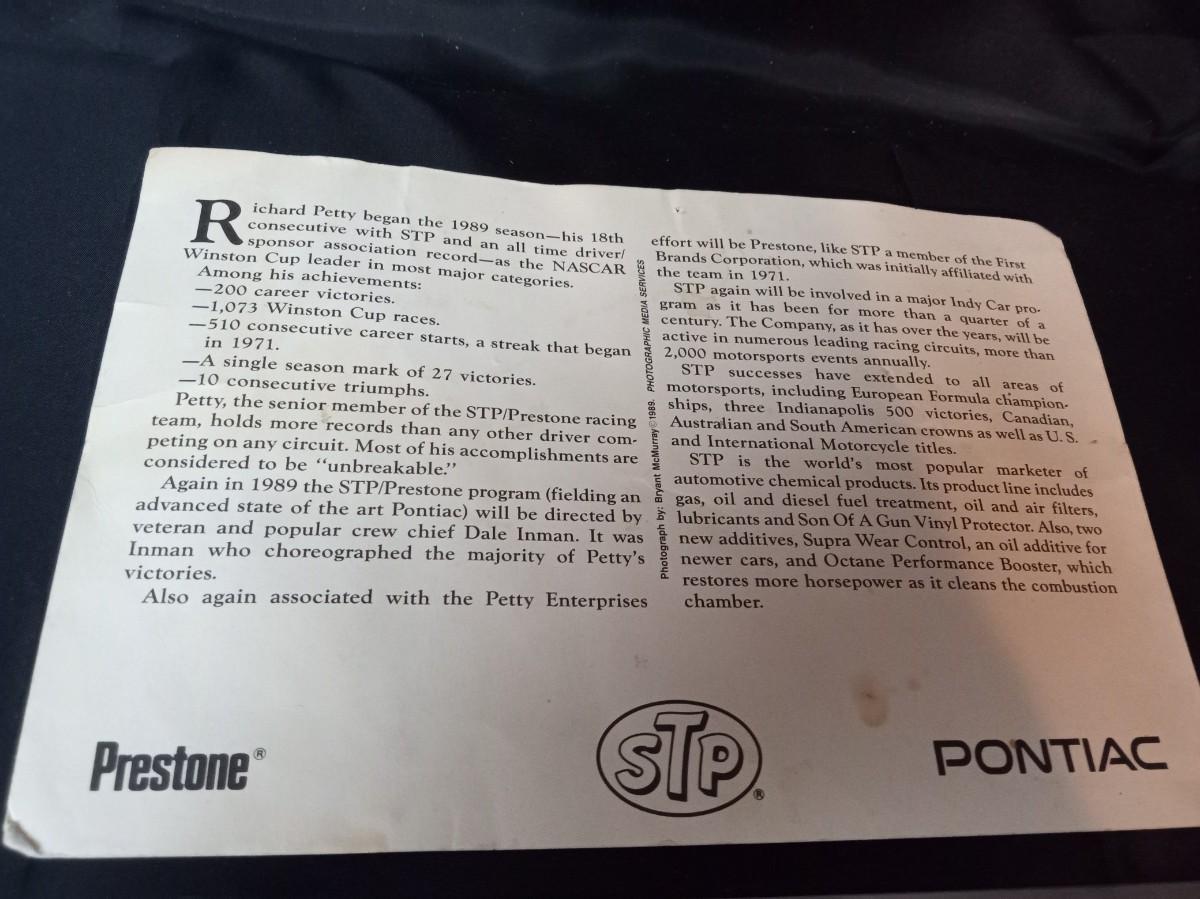 Richard Petty began the 1989 season—his 18th
consecutive with STP and an all time driver/
sponsor association record—as the NASCAR
Winston Cup leader in most major categories.
Among his achievements:
—200 career victories.
—1,073 Winston Cup races.
—510 consecutive career starts, a streak that began
in 1971.
—A single season mark of 27 victories.
—10 consecutive triumphs.
Petty, the senior member of the STP/Prestone racing
team, holds more records than any other driver com-
peting on any circuit. Most of his accomplishments are
considered to be “unbreakable.”
Again in 1989 the STP/Prestone program (fielding an
advanced state of the art Pontiac) will be directed by
veteran and popular crew chief Dale Inman. It was
Inman who choreographed the majority of Petty’s
victories.
Also again associated with the Petty Enterprises
Photograph by: Bryant McMurray © 1989. PHOTOGRAPHIC MEDIA SERVICES
effort will be Prestone, like STP a member of the First
Brands Corporation, which was initially affiliated with
the team in 1971.
STP again will be involved in a major Indy Car pro-
gram as it has been for more than a quarter of a
century. The Company, as it has over the years, will be
active in numerous leading racing circuits, more than
2,000 motorsports events annually.
STP successes have extended to all areas of
motorsports, including European Formula champion-
ships, three Indianapolis 500 victories, Canadian,
Australian and South American crowns as well as U.S.
and International Motorcycle titles.
STP is the world’s most popular marketer of
automotive chemical products. Its product line includes
gas, oil and diesel fuel treatment, oil and air filters,
lubricants and Son Of A Gun Vinyl Protector. Also, two
new additives, Supra Wear Control, an oil additive for
newer cars, and Octane Performance Booster, which
restores more horsepower as it cleans the combustion
chamber.
Prestone®
STP®
PONTIAC